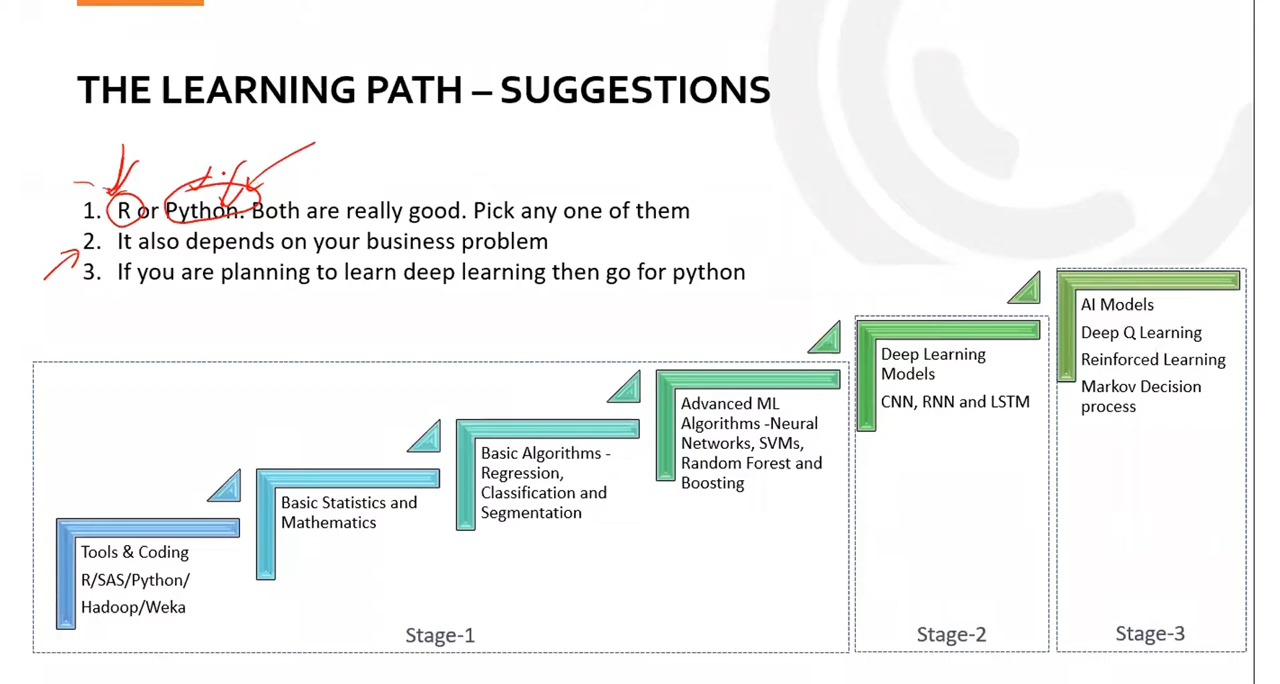 THE LEARNING PATH – SUGGESTIONS
1. R or Python. Both are really good. Pick any one of them
2. It also depends on your business problem
3. If you are planning to learn deep learning then go for python
Tools & Coding
R/SAS/Python/
Hadoop/Weka
Basic Statistics and
Mathematics
Basic Algorithms -
Regression,
Classification and
Segmentation
Advanced ML
Algorithms -Neural
Networks, SVMs,
Random Forest and
Boosting
Stage-1
Deep Learning
Models
CNN, RNN and LSTM
Stage-2
AI Models
Deep Q Learning
Reinforced Learning
Markov Decision
process
Stage-3